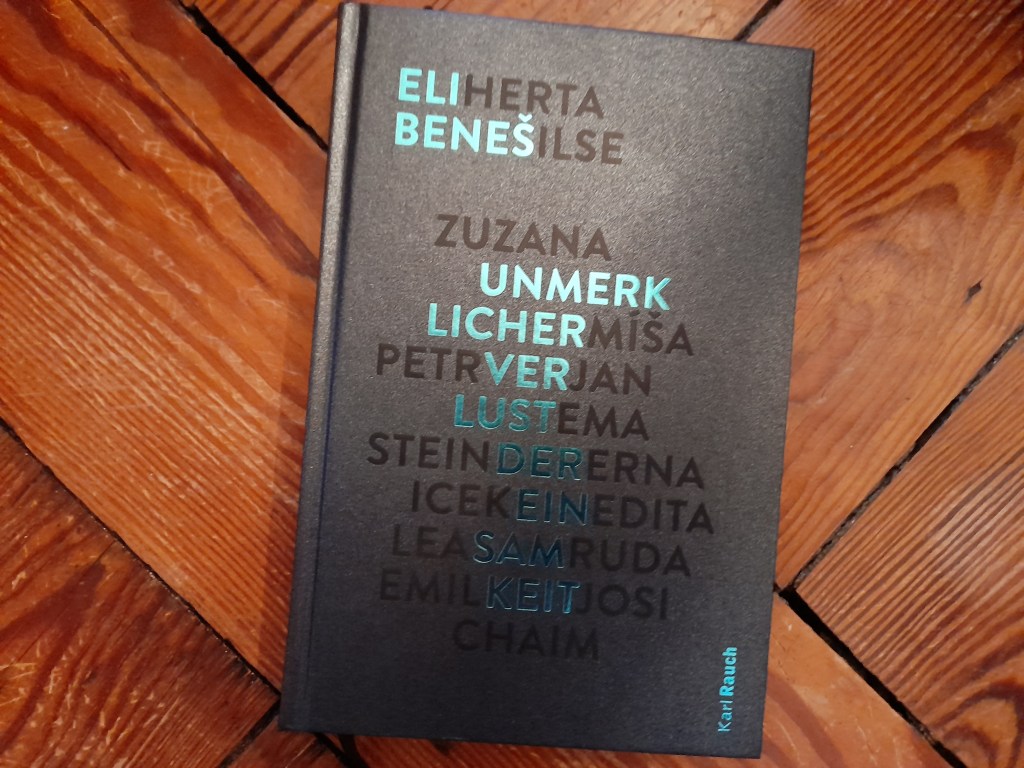 ELIHERTA
BENEŠILSE
ZUZANA
UNMERK
LICHERMÍŠA
PETRVERJAN
LUSTEMA
STEINDERERNA
ICEKEINEDITA
LEASAMRUDA
EMILKEITJOSI
CHAIM
Karl Rauch